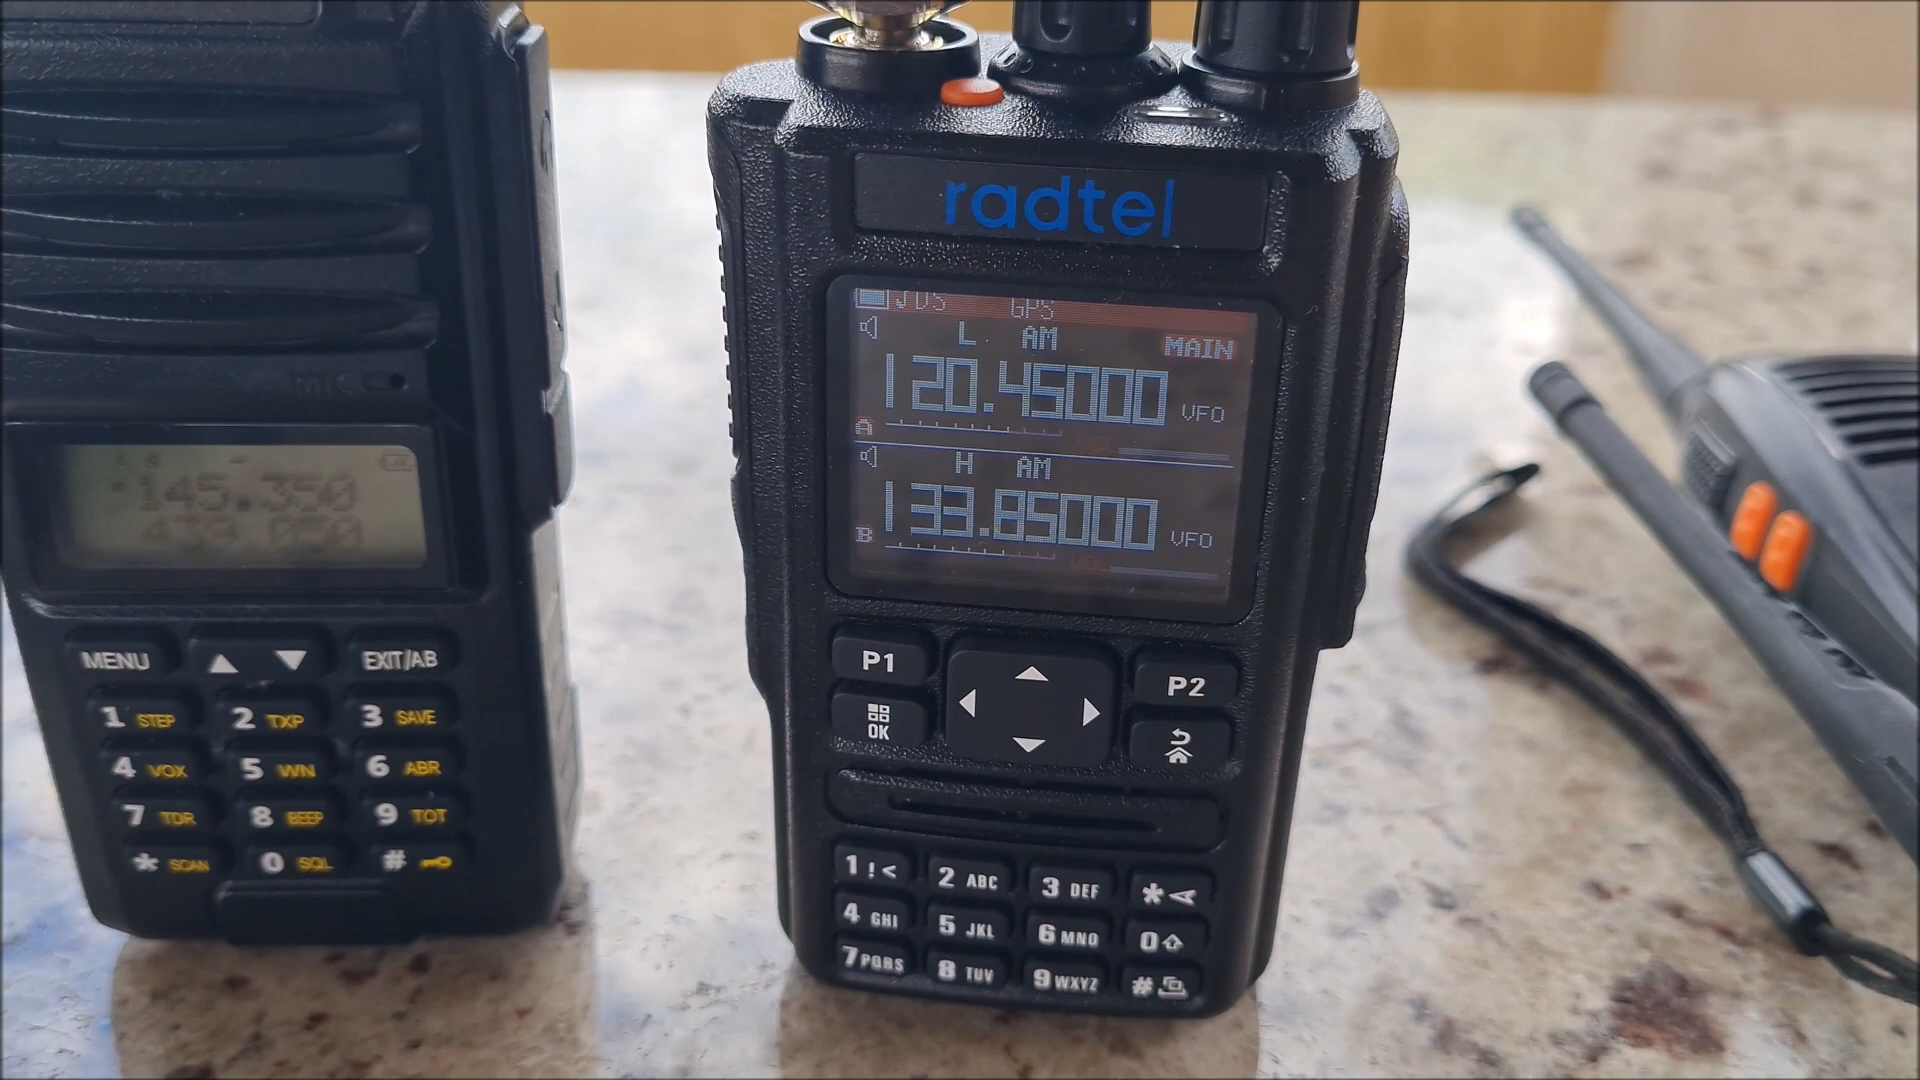 MIC
145.350
433.050
MENU ▲ ▼ EXIT/AB
1 STEP 2 TXP 3 SAVE
4 VOX 5 WN 6 ABR
7 TDR 8 BEEP 9 TOT
* SCAN 0 SQL #
radtel
GPS
L AM MAIN
120.45000 VFO
A
H AM
133.85000 VFO
B
VOL
P1 P2
OK
1 !< 2 ABC 3 DEF *
4 GHI 5 JKL 6 MNO 0
7 PQRS 8 TUV 9 WXYZ #